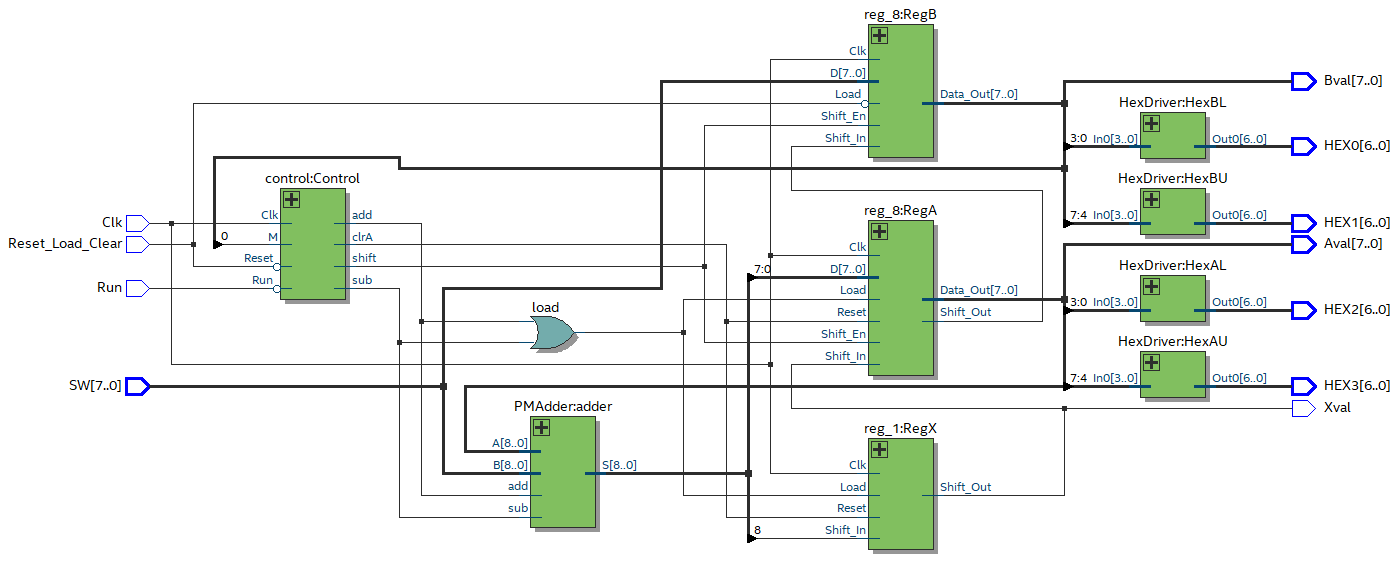 reg_8:RegB
Clk
D[7..0]
Load
Shift_En
Shift_In
Data_Out[7..0]
Bval[7..0]
HexDriver:HexBL
3:0 In0[3..0] Out0[6..0]
HEX0[6..0]
HexDriver:HexBU
7:4 In0[3..0] Out0[6..0]
HEX1[6..0]
Aval[7..0]
control:Control
Clk
Reset_Load_Clear
Run
0
Clk add
M clrA
Reset shift
Run sub
load
SW[7..0]
reg_8:RegA
Clk
7:0 D[7..0]
Load
Reset
Shift_En
Shift_In
Data_Out[7..0]
Shift_Out
HexDriver:HexAL
3:0 In0[3..0] Out0[6..0]
HEX2[6..0]
HexDriver:HexAU
7:4 In0[3..0] Out0[6..0]
HEX3[6..0]
Xval
PMAdder:adder
A[8..0]
B[8..0] S[8..0]
add
sub
reg_1:RegX
Clk
Load Shift_Out
Reset
8 Shift_In